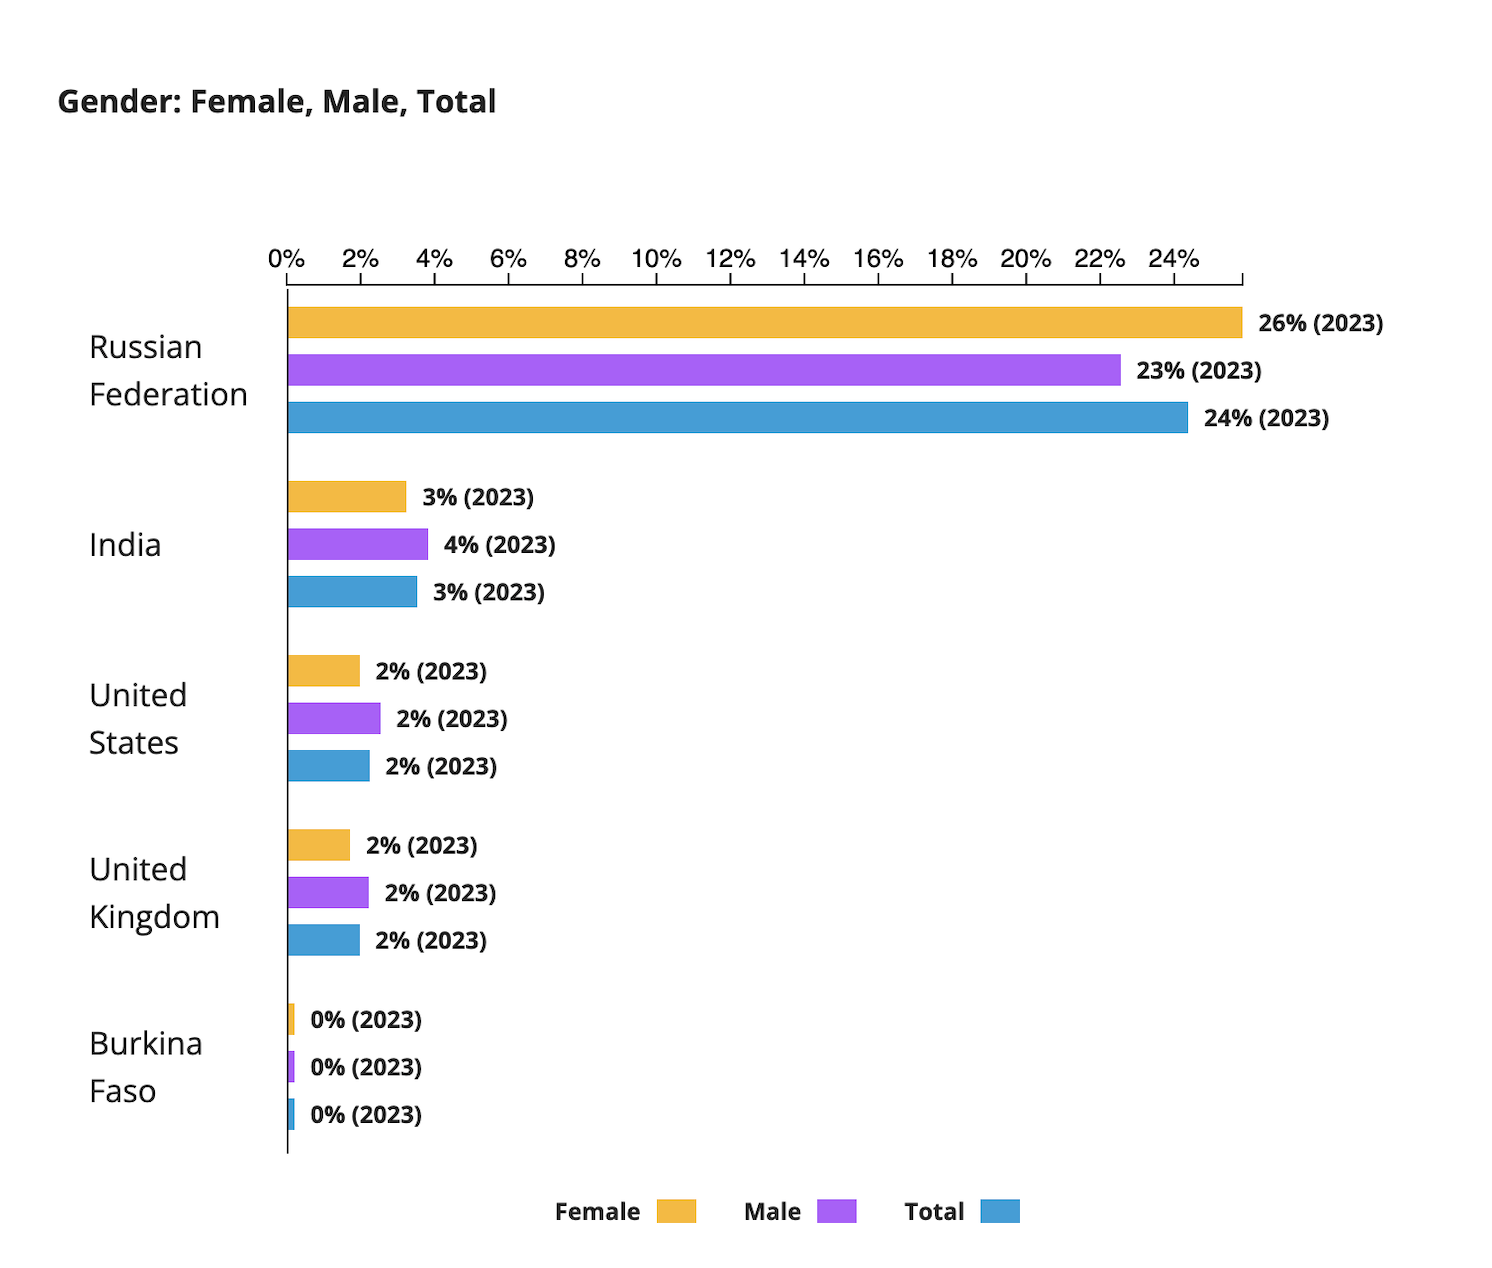 Gender: Female, Male, Total
0% 2% 4% 6% 8% 10% 12% 14% 16% 18% 20% 22% 24%
Russian
Federation
26% (2023)
23% (2023)
24% (2023)
India
3% (2023)
4% (2023)
3% (2023)
United
States
2% (2023)
2% (2023)
2% (2023)
United
Kingdom
2% (2023)
2% (2023)
2% (2023)
Burkina
Faso
0% (2023)
0% (2023)
0% (2023)
Female Male Total